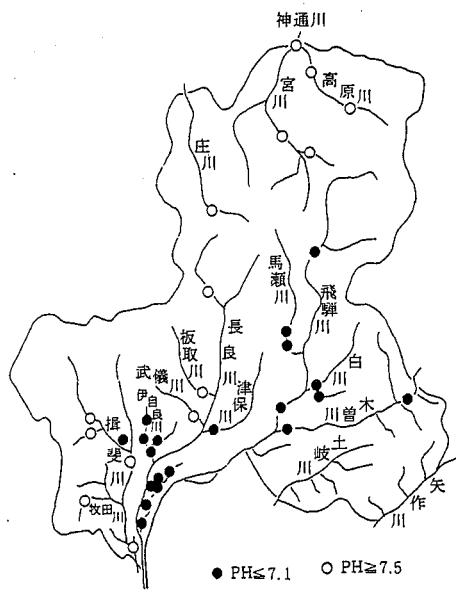 神通川
高原川
宮川
庄川
馬瀬川
飛騨川
長良川
板取川
武儀川
津保川
白川
伊自良川
木曽川
揖斐川
土岐川
牧田川
矢作川
● PH≦7.1 ○ PH≧7.5